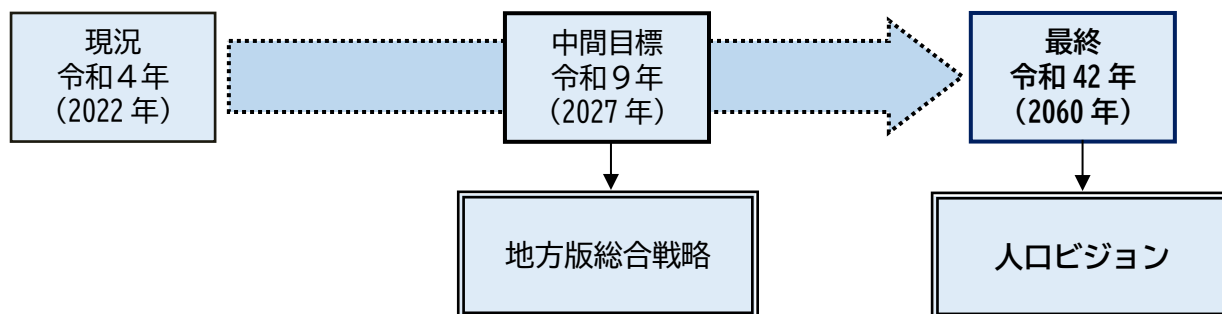 現況
令和４年
（2022 年）
中間目標
令和９年
（2027 年）
最終
令和 42 年
（2060 年）
地方版総合戦略
人口ビジョン